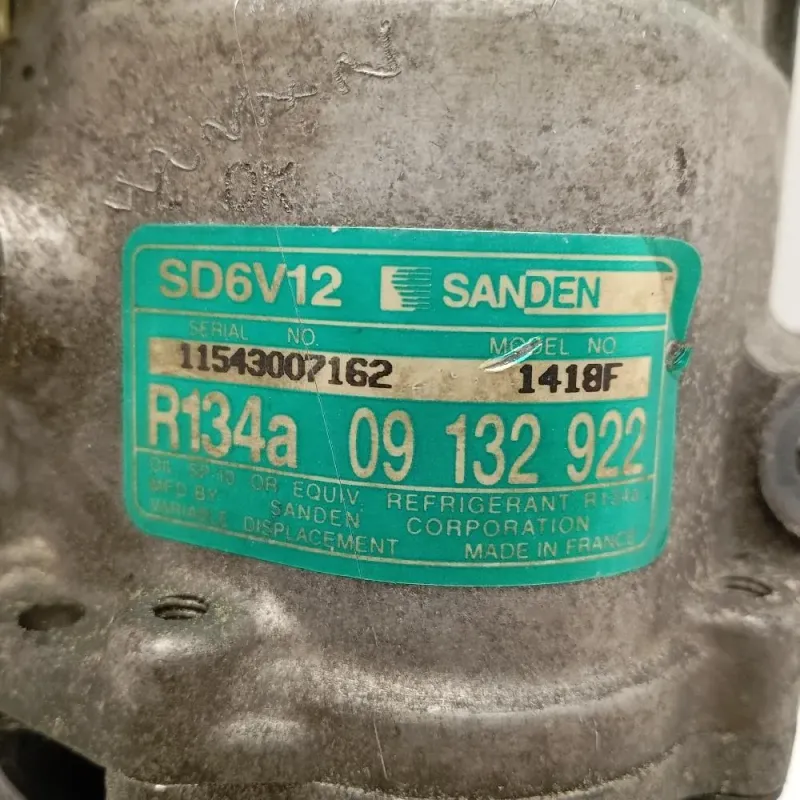 OK
SD6V12 SANDEN
SERIAL NO. MODEL NO
11543007162 1418F
R134a 09 132 922
OIL SP-10 OR EQUIV. REFRIGERANT R134a
MFD BY SANDEN CORPORATION
VARIABLE DISPLACEMENT MADE IN FRANCE